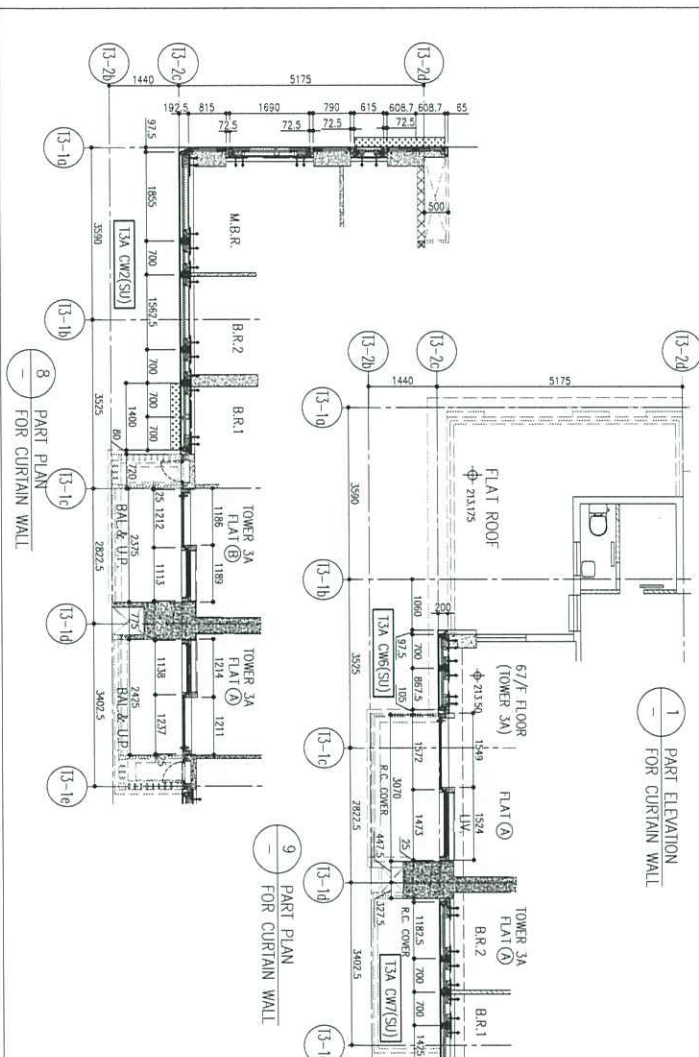 1
PART ELEVATION
FOR CURTAIN WALL
T3-2d
T3-2c
T3-2b
5175
1440
T3-1a
T3-1b
T3-1c
T3-1d
3590
3525
2822.5
3402.5
FLAT ROOF
213.175
1060
200
97.5
700
867.5
105
T3A CW6(SU)
67/F FLOOR
(TOWER 3A)
213.50
1549
1524
FLAT A
LIV.
1572
1473
3070
R.C. COVER
25
447.5
327.5
R.C. COVER
TOWER 3A
FLAT A
B.R.2
B.R.1
1182.5
700
700
1425
T3A CW7(SU)
9
PART PLAN
FOR CURTAIN WALL
T3-2d
T3-2c
T3-2b
5175
1440
192.5
815
1690
790
615
608.7
608.7
65
72.5
72.5
72.5
72.5
97.5
500
M.B.R.
B.R.2
B.R.1
1855
700
1562.5
700
700
700
1400
80
720
T3A CW2(SU)
T3-1a
T3-1b
T3-1c
T3-1d
T3-1e
3590
3525
2822.5
3402.5
TOWER 3A
FLAT B
1186
1189
25
1212
1113
2375
BAL.& U.P.
775
TOWER 3A
FLAT A
1214
1211
1138
1237
2475
25
BAL.& U.P.
8
PART PLAN
FOR CURTAIN WALL